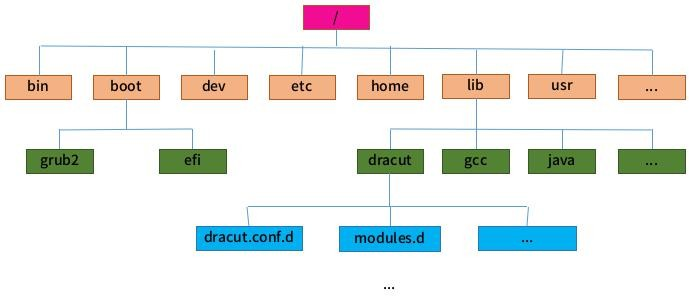 /
bin boot dev etc home lib usr ...
grub2 efi dracut gcc java ...
dracut.conf.d modules.d ...
...